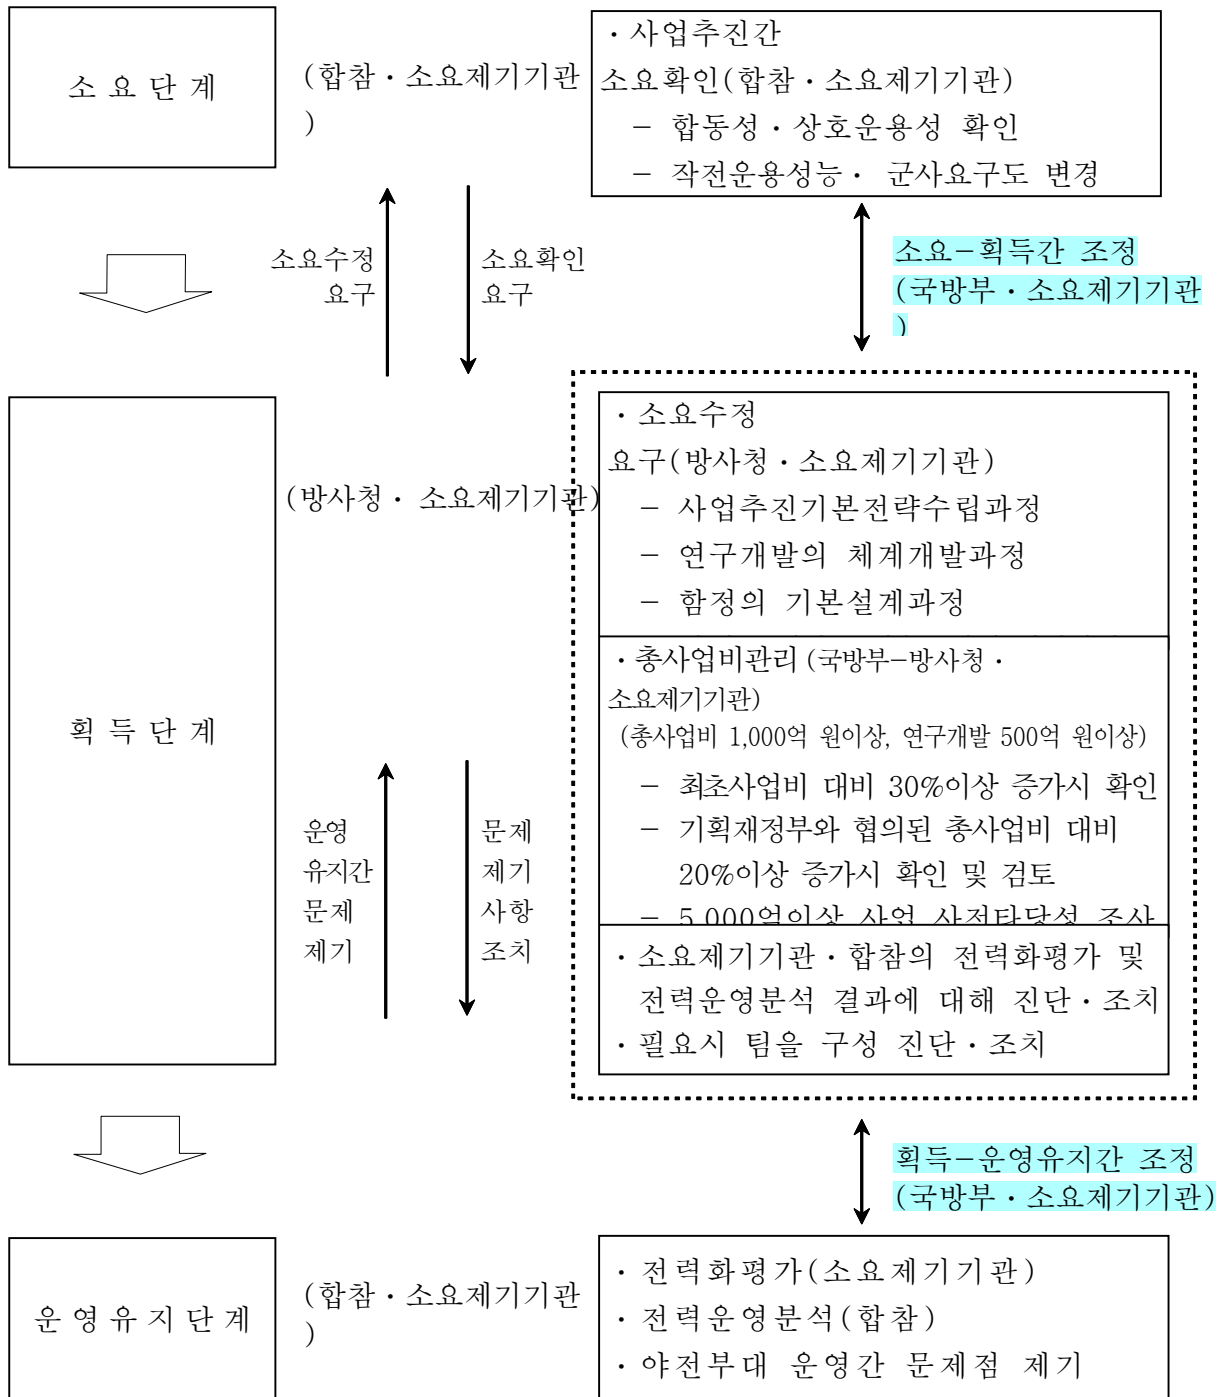 소요단계
(합참·소요제기기관
)
·사업추진간
소요확인(합참·소요제기기관)
- 합동성·상호운용성 확인
- 작전운용성능· 군사요구도 변경
소요수정
요구
소요확인
요구
소요-획득간 조정
(국방부·소요제기기관
)
획득단계
(방사청· 소요제기기관)
·소요수정
요구(방사청·소요제기기관)
- 사업추진기본전략수립과정
- 연구개발의 체계개발과정
- 함정의 기본설계과정
·총사업비관리(국방부-방사청·
소요제기기관)
(총사업비 1,000억 원이상, 연구개발 500억 원이상)
- 최초사업비 대비 30%이상 증가시 확인
- 기획재정부와 협의된 총사업비 대비
20%이상 증가시 확인 및 검토
- 5,000억이상 사업 사전타당성 조사
운영
유지간
문제
제기
문제
제기
사항
조치
·소요제기기관·합참의 전력화평가 및
전력운영분석 결과에 대해 진단·조치
·필요시 팀을 구성 진단·조치
획득-운영유지간 조정
(국방부·소요제기기관)
운영유지단계
(합참·소요제기기관
)
·전력화평가(소요제기기관)
·전력운영분석(합참)
·야전부대 운영간 문제점 제기